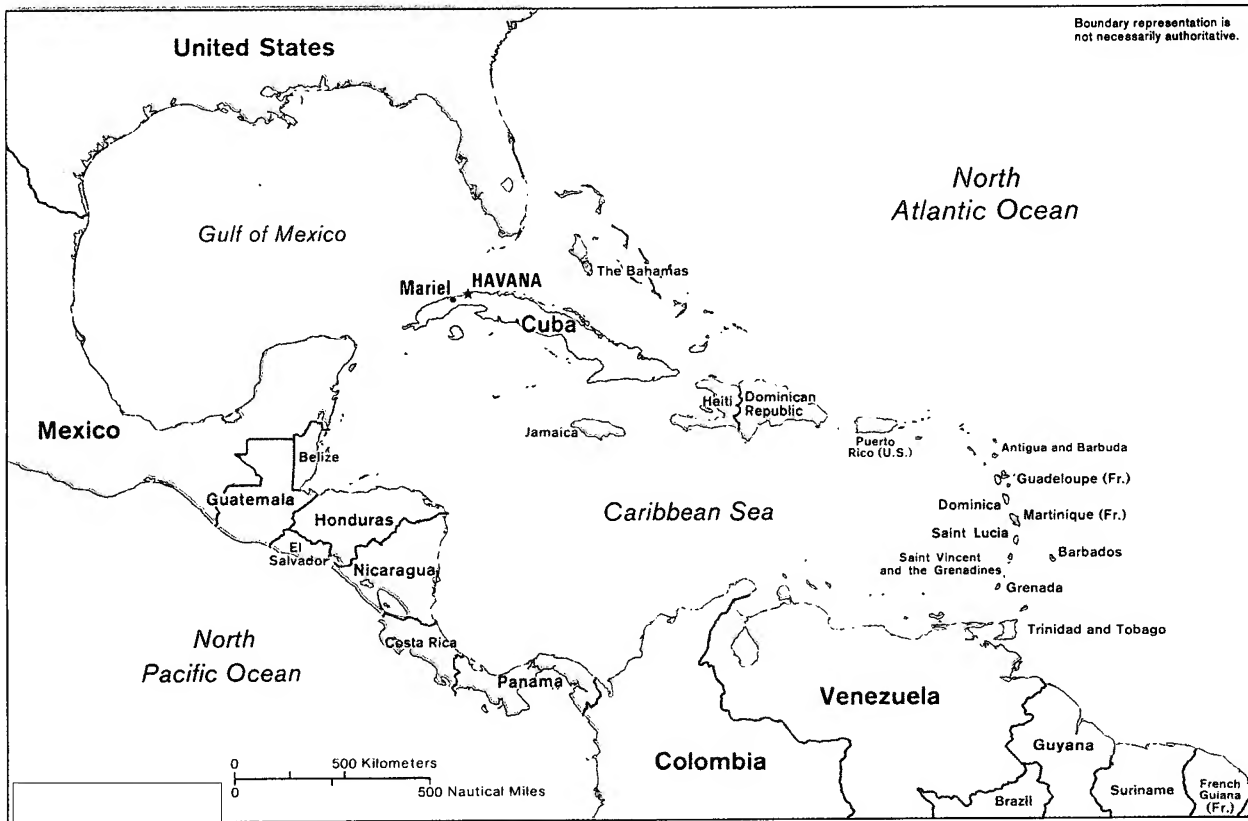 Boundary representation is
not necessarily authoritative.
United States
North
Atlantic Ocean
Gulf of Mexico
The Bahamas
HAVANA
Mariel
Cuba
Haiti
Dominican
Republic
Mexico
Jamaica
Puerto
Rico (U.S.)
Antigua and Barbuda
Belize
Guadeloupe (Fr.)
Guatemala
Dominica
Honduras
Caribbean Sea
Martinique (Fr.)
Saint Lucia
El
Salvador
Saint Vincent
and the Grenadines
Barbados
Nicaragua
Grenada
Trinidad and Tobago
North
Pacific Ocean
Costa Rica
Panama
Venezuela
Guyana
Colombia
0 500 Kilometers
0 500 Nautical Miles
Brazil
Suriname
French
Guiana
(Fr.)